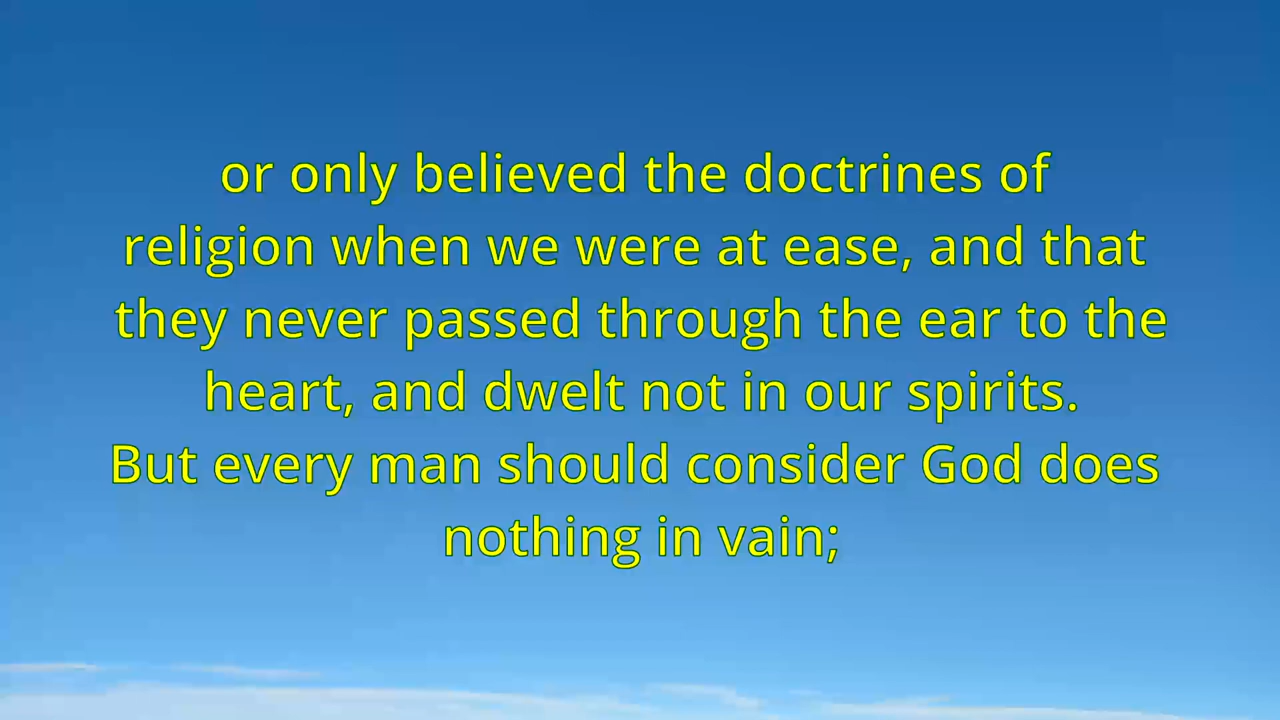 or only believed the doctrines of
religion when we were at ease, and that
they never passed through the ear to the
heart, and dwelt not in our spirits.
But every man should consider God does
nothing in vain;